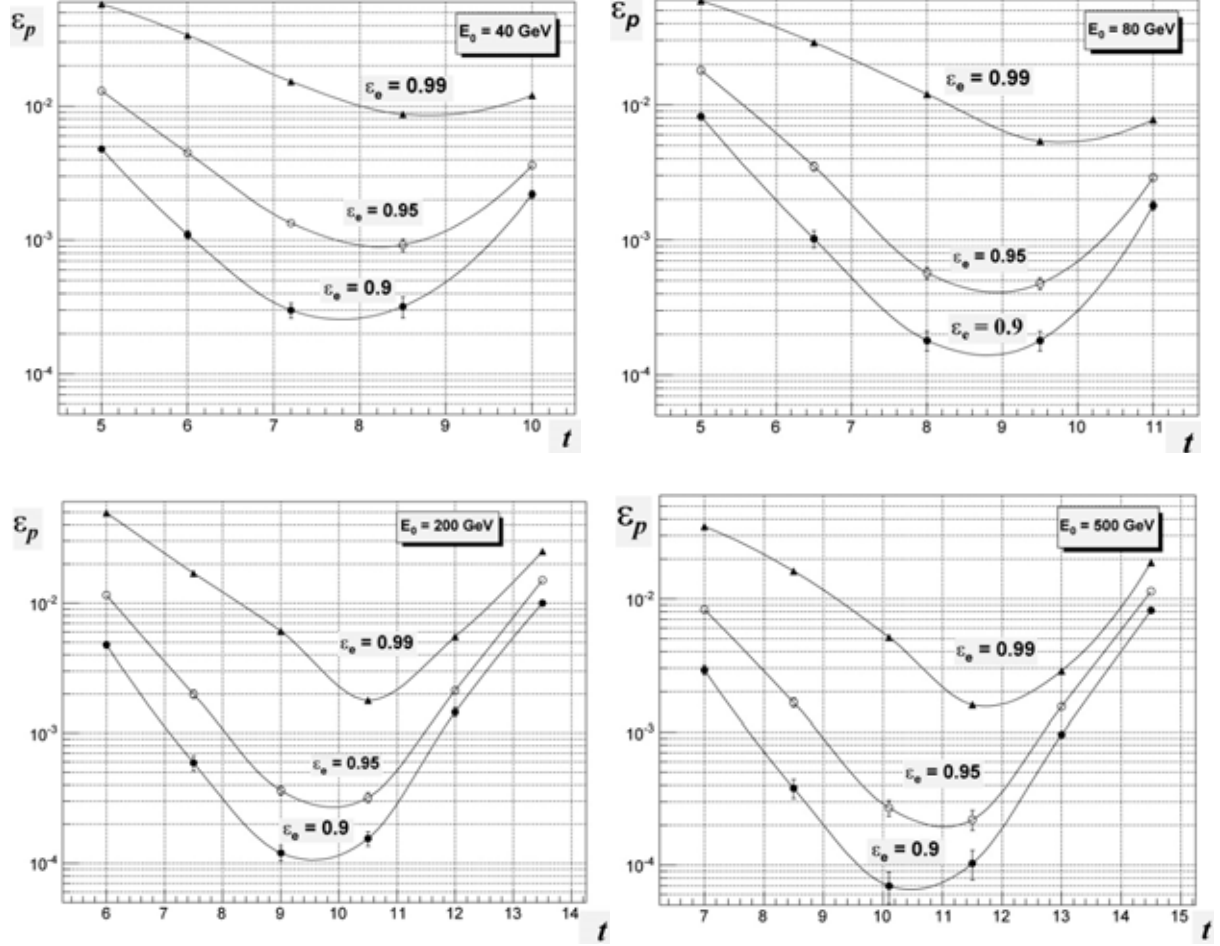 εp
E0 = 40 GeV
εe = 0.99
10-2
εe = 0.95
10-3
εe = 0.9
10-4
5 6 7 8 9 10
t
εp
E0 = 80 GeV
εe = 0.99
10-2
εe = 0.95
10-3
εe = 0.9
10-4
5 6 7 8 9 10 11
t
εp
E0 = 200 GeV
10-2
εe = 0.99
10-3
εe = 0.95
εe = 0.9
10-4
6 7 8 9 10 11 12 13 14
t
εp
E0 = 500 GeV
10-2
εe = 0.99
10-3
εe = 0.95
εe = 0.9
10-4
7 8 9 10 11 12 13 14 15
t